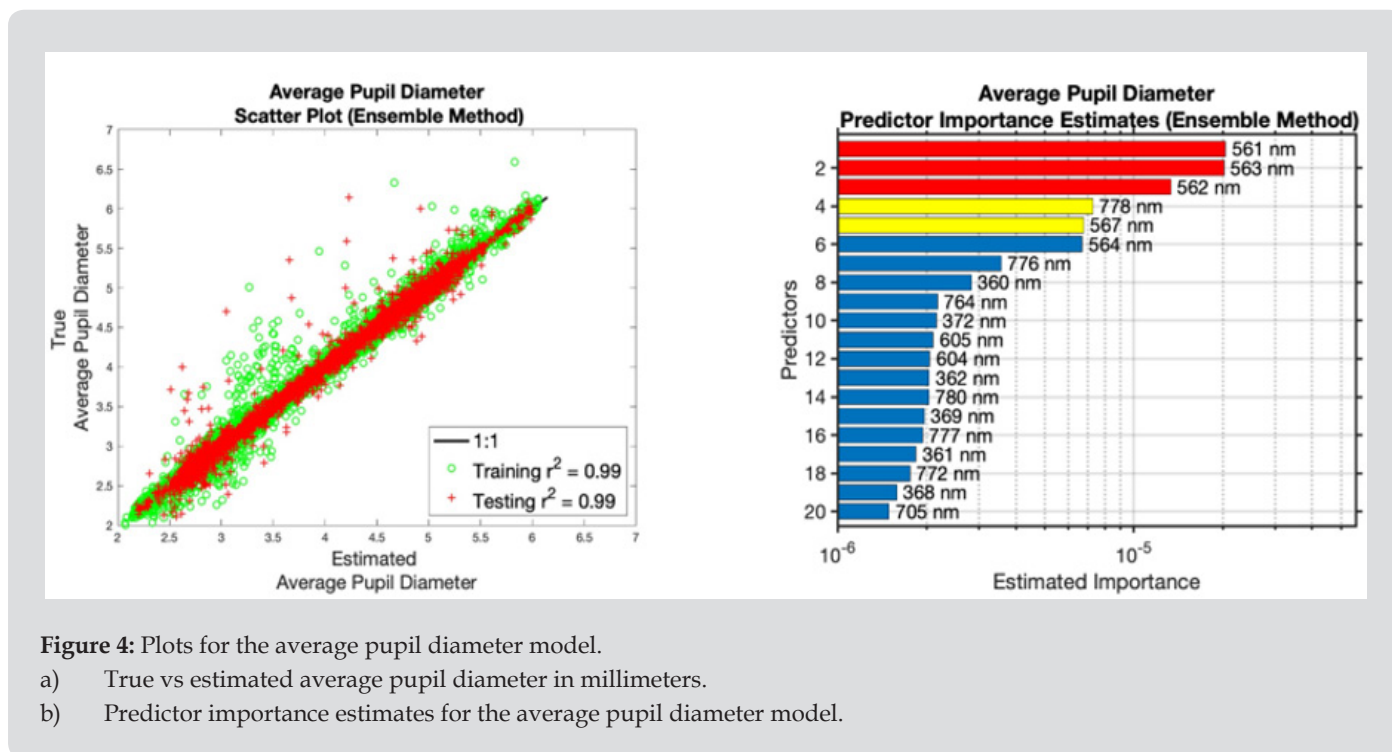 Average Pupil Diameter
Scatter Plot (Ensemble Method)
7
6.5
6
5.5
5
4.5
4
3.5
3
2.5
2
True
Average Pupil Diameter
1:1
Training r² = 0.99
Testing r² = 0.99
2 2.5 3 3.5 4 4.5 5 5.5 6 6.5 7
Estimated
Average Pupil Diameter
Average Pupil Diameter
Predictor Importance Estimates (Ensemble Method)
Predictors
561 nm
2 563 nm
562 nm
4 778 nm
567 nm
6 564 nm
776 nm
8 360 nm
764 nm
10 372 nm
605 nm
12 604 nm
362 nm
14 780 nm
369 nm
16 777 nm
361 nm
18 772 nm
368 nm
20 705 nm
10⁻⁶ 10⁻⁵
Estimated Importance
Figure 4: Plots for the average pupil diameter model.
a) True vs estimated average pupil diameter in millimeters.
b) Predictor importance estimates for the average pupil diameter model.